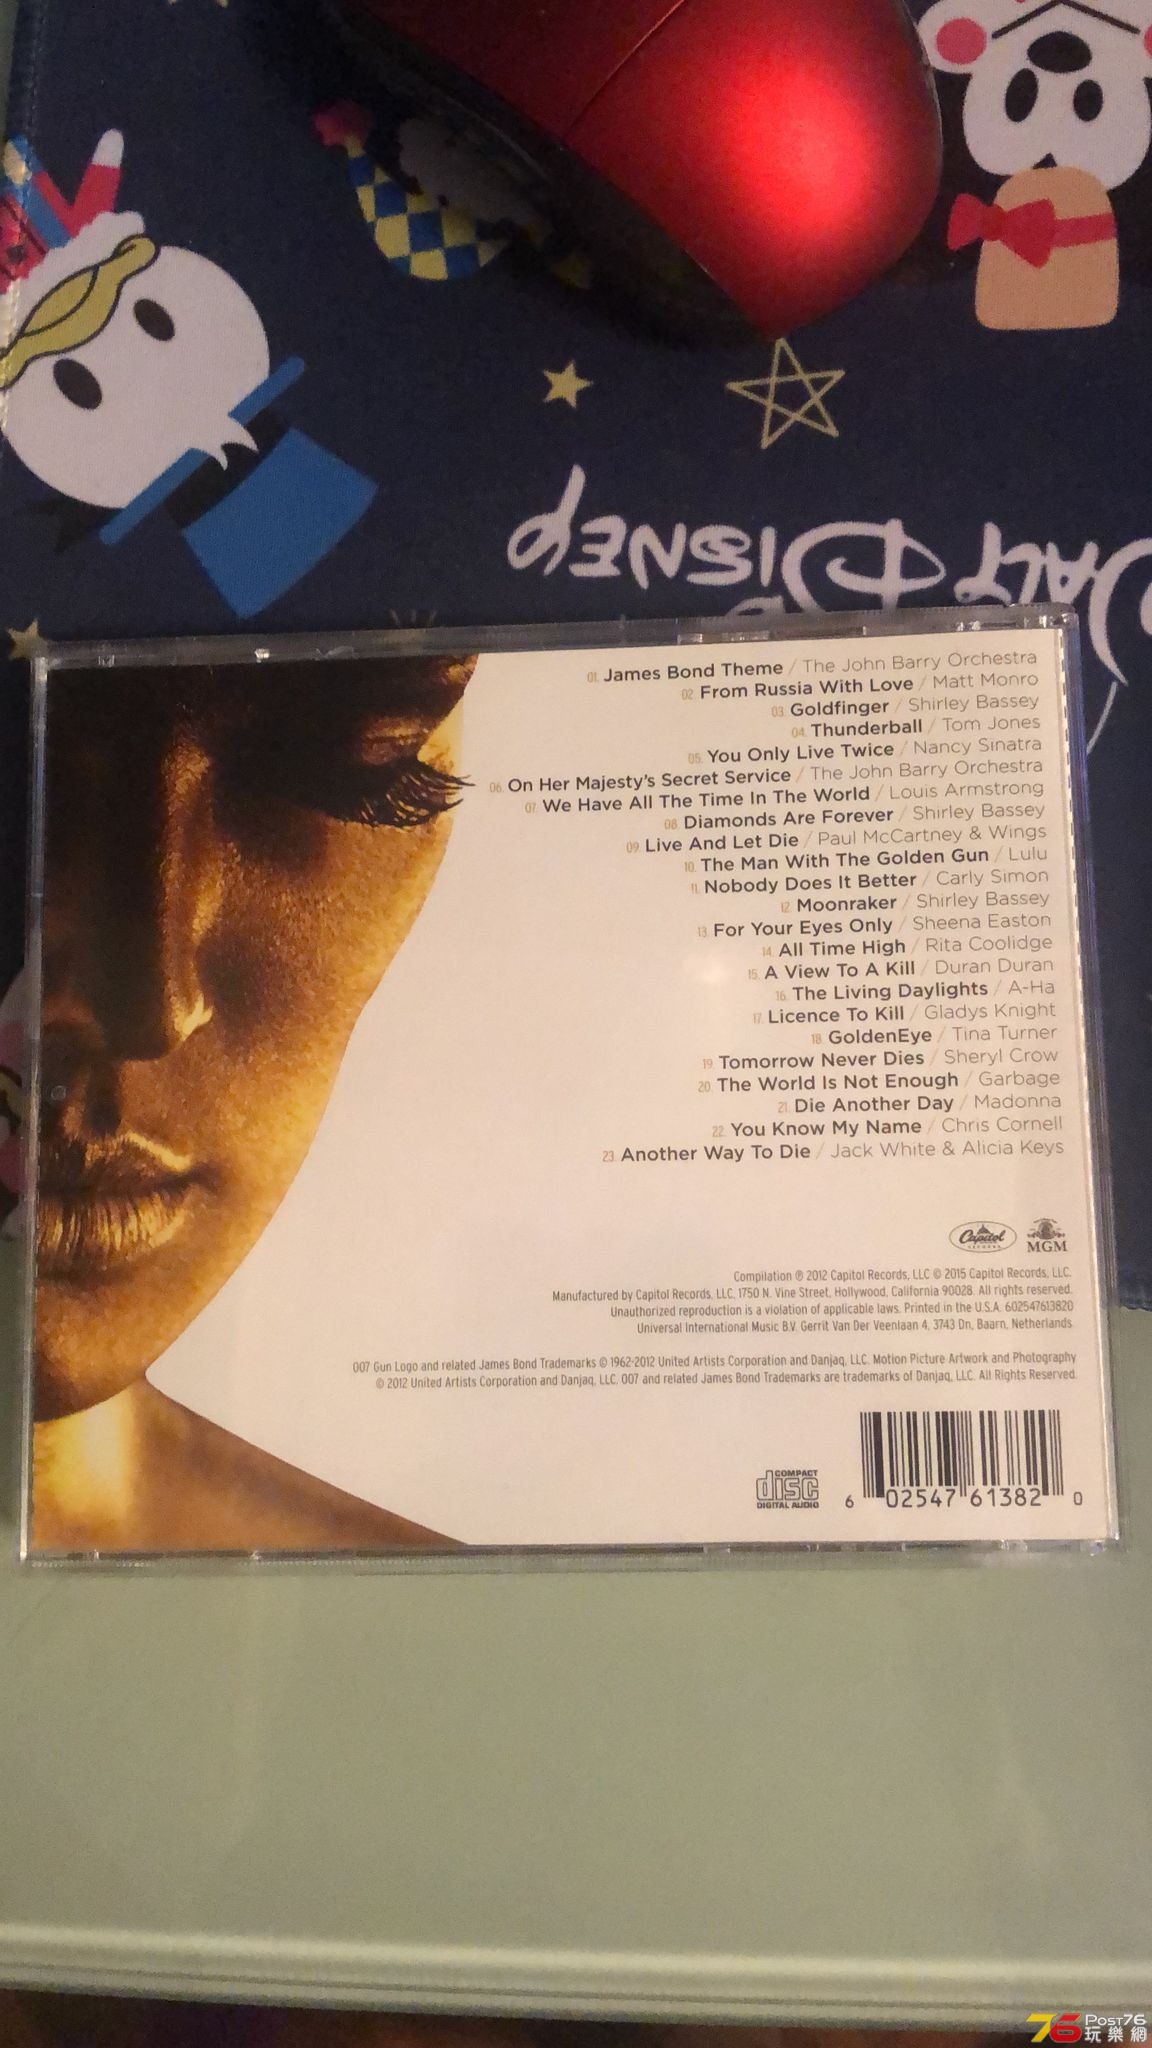 WALT DISNEY
01. James Bond Theme / The John Barry Orchestra
02. From Russia With Love / Matt Monro
03. Goldfinger / Shirley Bassey
04. Thunderball / Tom Jones
05. You Only Live Twice / Nancy Sinatra
06. On Her Majesty's Secret Service / The John Barry Orchestra
07. We Have All The Time In The World / Louis Armstrong
08. Diamonds Are Forever / Shirley Bassey
09. Live And Let Die / Paul McCartney & Wings
10. The Man With The Golden Gun / Lulu
11. Nobody Does It Better / Carly Simon
12. Moonraker / Shirley Bassey
13. For Your Eyes Only / Sheena Easton
14. All Time High / Rita Coolidge
15. A View To A Kill / Duran Duran
16. The Living Daylights / A-Ha
17. Licence To Kill / Gladys Knight
18. GoldenEye / Tina Turner
19. Tomorrow Never Dies / Sheryl Crow
20. The World Is Not Enough / Garbage
21. Die Another Day / Madonna
22. You Know My Name / Chris Cornell
23. Another Way To Die / Jack White & Alicia Keys
Capitol RECORDS MGM
Compilation ℗ 2012 Capitol Records, LLC © 2015 Capitol Records, LLC.
Manufactured by Capitol Records, LLC, 1750 N. Vine Street, Hollywood, California 90028. All rights reserved.
Unauthorized reproduction is a violation of applicable laws. Printed in the U.S.A. 602547613820
Universal International Music B.V. Gerrit Van Der Veenlaan 4, 3743 Dn, Baarn, Netherlands
007 Gun Logo and related James Bond Trademarks © 1962-2012 United Artists Corporation and Danjaq, LLC. Motion Picture Artwork and Photography
© 2012 United Artists Corporation and Danjaq, LLC. 007 and related James Bond Trademarks are trademarks of Danjaq, LLC. All Rights Reserved.
COMPACT
disc
DIGITAL AUDIO
6 02547 61382 0
76 POST76
玩樂網